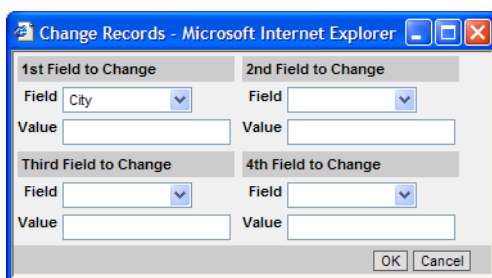 Change Records - Microsoft Internet Explorer
1st Field to Change 2nd Field to Change
Field City Field
Value Value
Third Field to Change 4th Field to Change
Field Field
Value Value
OK Cancel